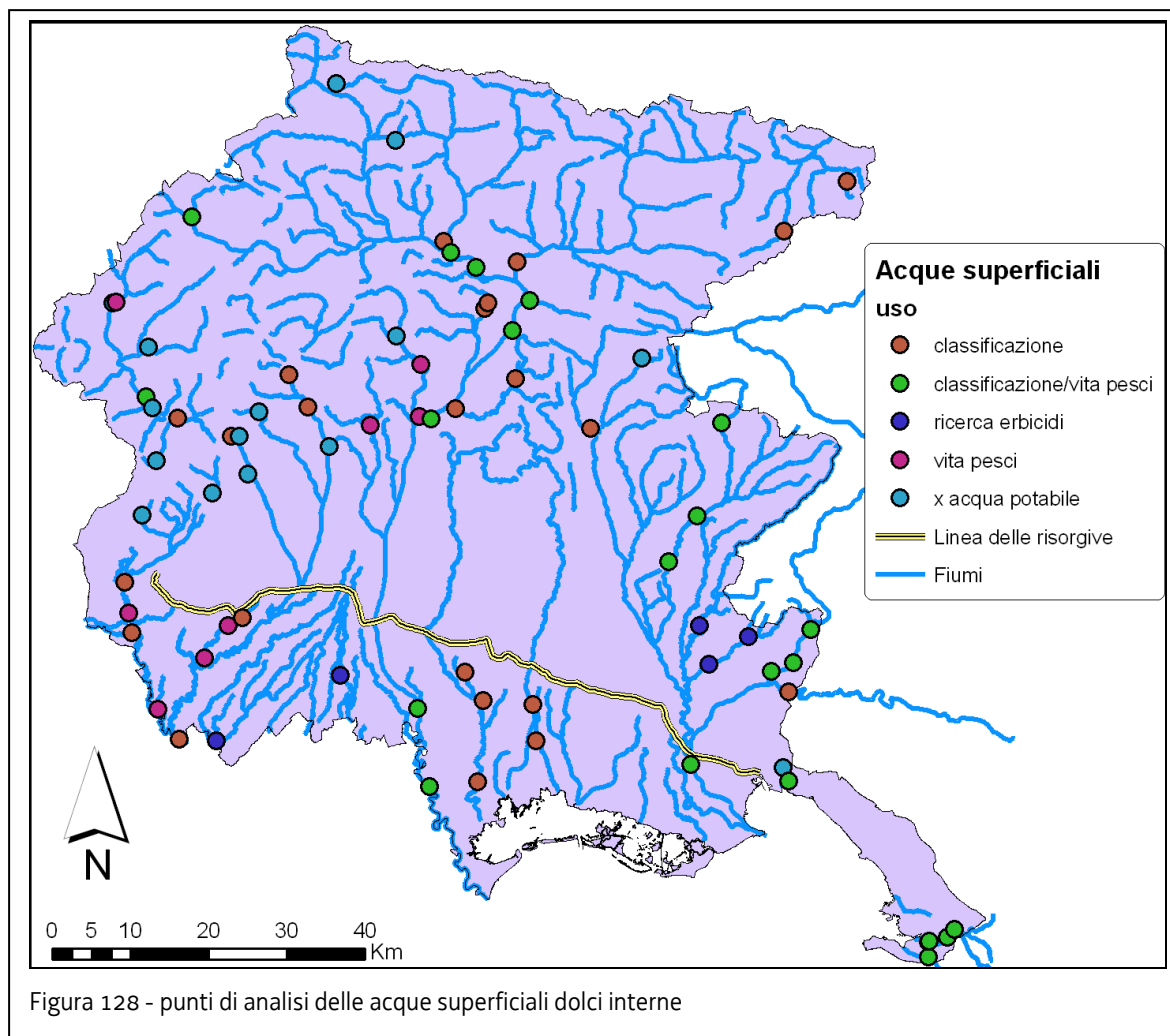 Acque superficiali
uso
classificazione
classificazione/vita pesci
ricerca erbicidi
vita pesci
x acqua potabile
Linea delle risorgive
Fiumi
N
0 5 10 20 30 40
Km
Figura 128 - punti di analisi delle acque superficiali dolci interne